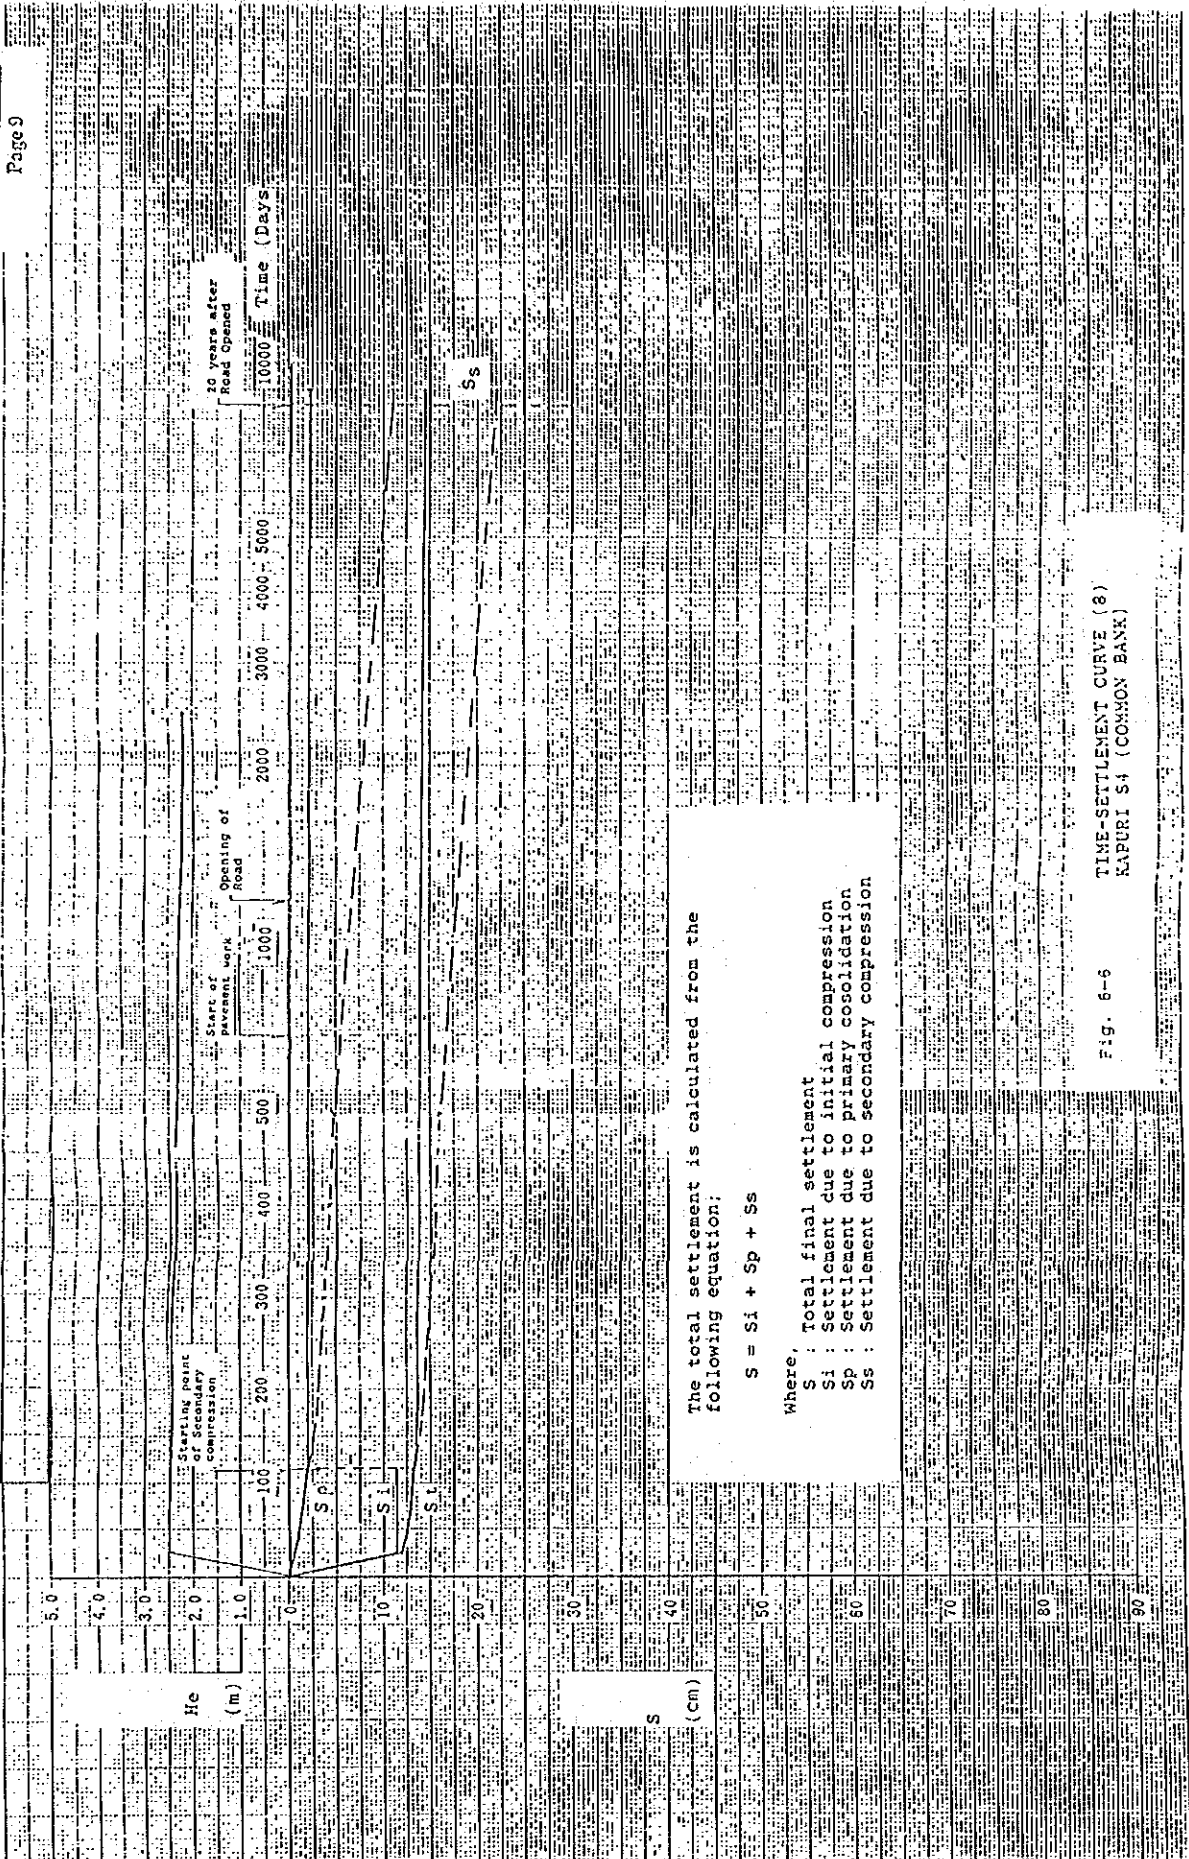 Page 9
He
(m)
5.0
4.0
3.0
2.0
1.0
0
10
20
30
40
50
60
70
80
90
S
(cm)
Starting point
of Secondary
compression
Start of
pavement work
Opening of
Road
20 years after
Road Opened
100 200 300 400 500 1000 2000 3000 4000 5000 10000 Time (Days)
Sp
Si
St
Ss
The total settlement is calculated from the
following equation;
S = Si + Sp + Ss
Where,
S : Total final settlement
Si : Settlement due to initial compression
Sp : Settlement due to primary cosolidation
Ss : Settlement due to secondary compression
Fig. 6-6 TIME-SETTLEMENT CURVE (8)
KAPURI S4 (COMMON BANK)